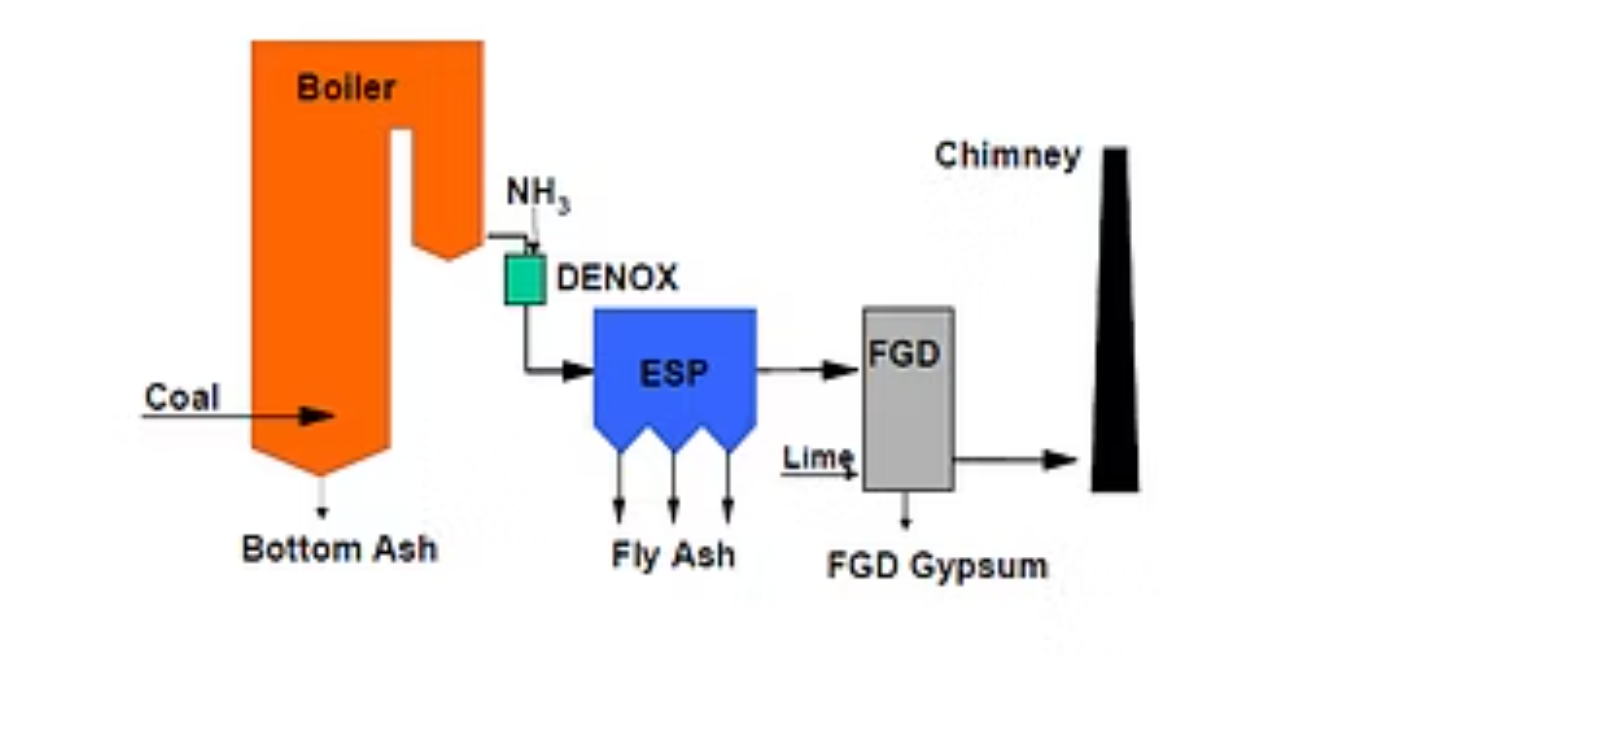 Boiler
Chimney
NH₃
DENOX
FGD
ESP
Coal
Lime
Bottom Ash
Fly Ash
FGD Gypsum